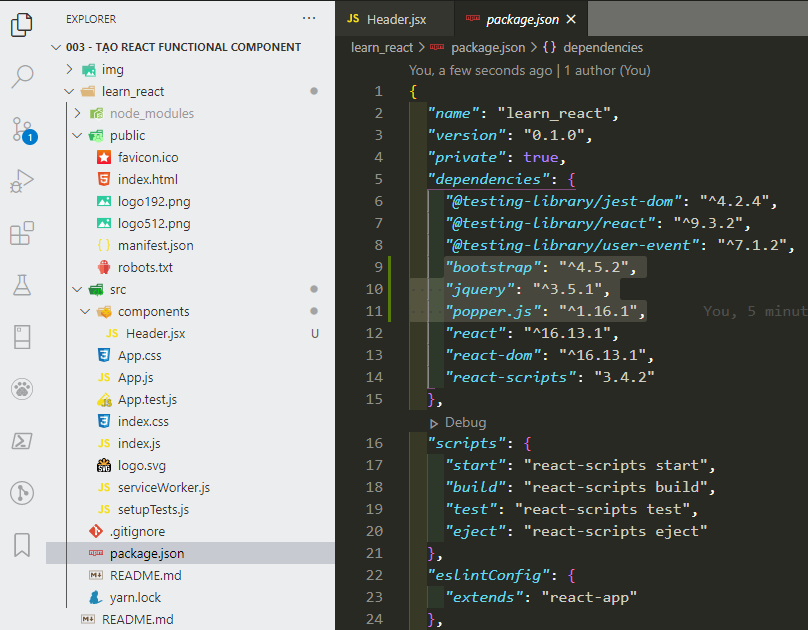 EXPLORER
003 - TẠO REACT FUNCTIONAL COMPONENT
img
learn_react
node_modules
public
favicon.ico
index.html
logo192.png
logo512.png
manifest.json
robots.txt
src
components
Header.jsx U
App.css
App.js
App.test.js
index.css
index.js
logo.svg
serviceWorker.js
setupTests.js
.gitignore
package.json
README.md
yarn.lock
README.md
1
JS Header.jsx
package.json
learn_react > package.json > {} dependencies
You, a few seconds ago | 1 author (You)
1 {
2 "name": "learn_react",
3 "version": "0.1.0",
4 "private": true,
5 "dependencies": {
6 "@testing-library/jest-dom": "^4.2.4",
7 "@testing-library/react": "^9.3.2",
8 "@testing-library/user-event": "^7.1.2",
9 "bootstrap": "^4.5.2",
10 "jquery": "^3.5.1",
11 "popper.js": "^1.16.1", You, 5 minut
12 "react": "^16.13.1",
13 "react-dom": "^16.13.1",
14 "react-scripts": "3.4.2"
15 },
Debug
16 "scripts": {
17 "start": "react-scripts start",
18 "build": "react-scripts build",
19 "test": "react-scripts test",
20 "eject": "react-scripts eject"
21 },
22 "eslintConfig": {
23 "extends": "react-app"
24 },